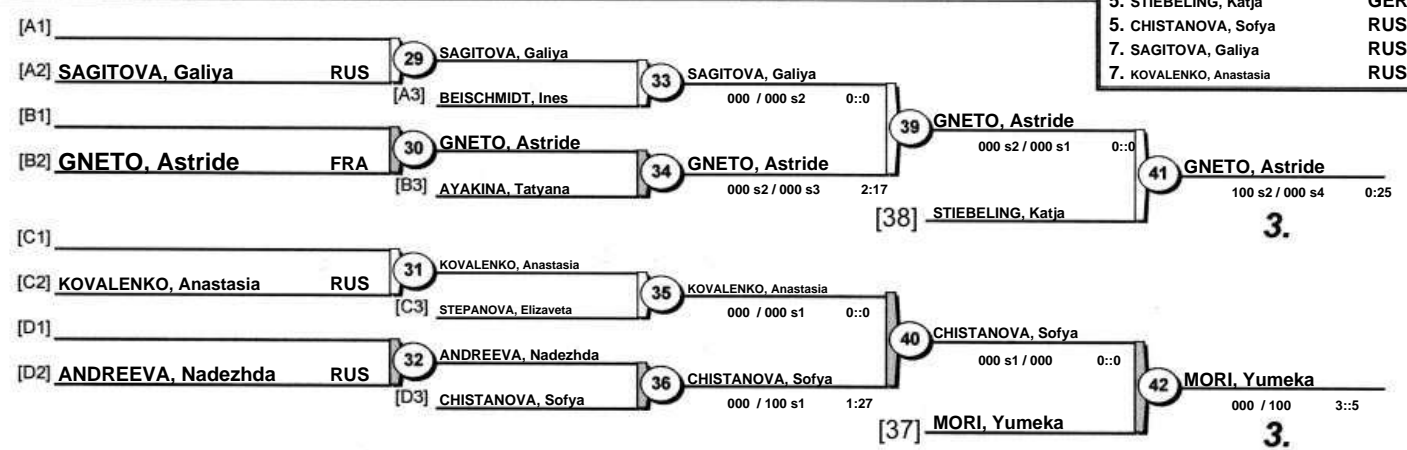 5. STIEBELING, Katja GER
5. CHISTANOVA, Sofya RUS
7. SAGITOVA, Galiya RUS
7. KOVALENKO, Anastasia RUS
[A1]
[A2] SAGITOVA, Galiya RUS
29
SAGITOVA, Galiya
[A3] BEISCHMIDT, Ines
33
SAGITOVA, Galiya
000 / 000 s2 0::0
[B1]
[B2] GNETO, Astride FRA
30
GNETO, Astride
[B3] AYAKINA, Tatyana
34
GNETO, Astride
000 s2 / 000 s3 2:17
39
GNETO, Astride
000 s2 / 000 s1 0::0
[38] STIEBELING, Katja
41
GNETO, Astride
100 s2 / 000 s4 0:25
3.
[C1]
[C2] KOVALENKO, Anastasia RUS
31
KOVALENKO, Anastasia
[C3] STEPANOVA, Elizaveta
35
KOVALENKO, Anastasia
000 / 000 s1 0::0
[D1]
[D2] ANDREEVA, Nadezhda RUS
32
ANDREEVA, Nadezhda
[D3] CHISTANOVA, Sofya
36
CHISTANOVA, Sofya
000 / 100 s1 1:27
40
CHISTANOVA, Sofya
000 s1 / 000 0::0
[37] MORI, Yumeka
42
MORI, Yumeka
000 / 100 3::5
3.